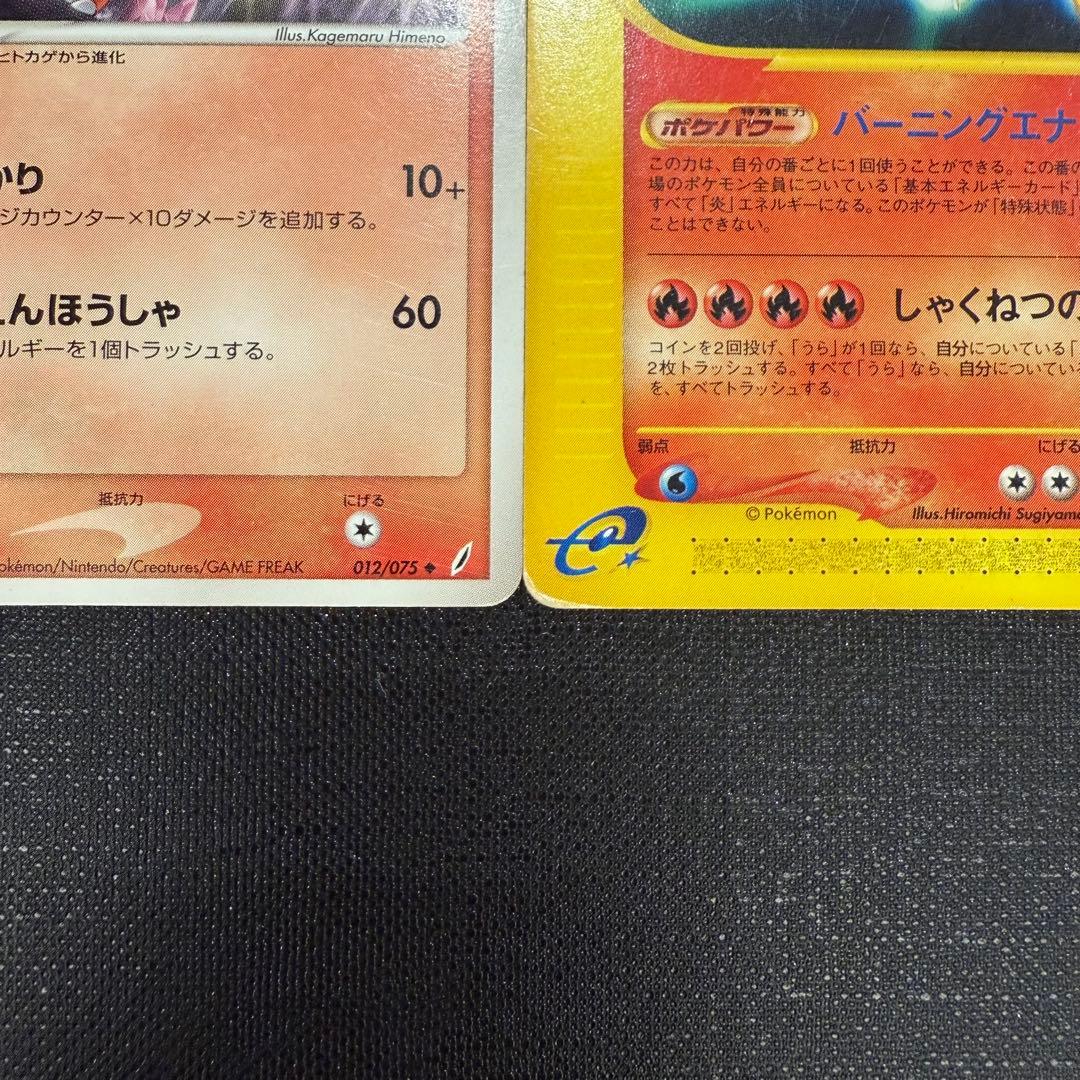 Illus.Kagemaru Himeno
ヒトカゲから進化
かり 10+
ジカウンター×10ダメージを追加する。
えんほうしゃ 60
ルギーを1個トラッシュする。
抵抗力 にげる
okémon/Nintendo/Creatures/GAME FREAK 012/075
特殊能力
ポケパワー バーニングエナ
この力は、自分の番ごとに1回使うことができる。この番の
場のポケモン全員についている「基本エネルギーカード」
すべて「炎」エネルギーになる。このポケモンが「特殊状態」
ことはできない。
しゃくねつの
コインを2回投げ、「うら」が1回なら、自分についている「
2枚トラッシュする。すべて「うら」なら、自分についている
を、すべてトラッシュする。
弱点 抵抗力 にげる
©Pokémon Illus.Hiromichi Sugiyama
e